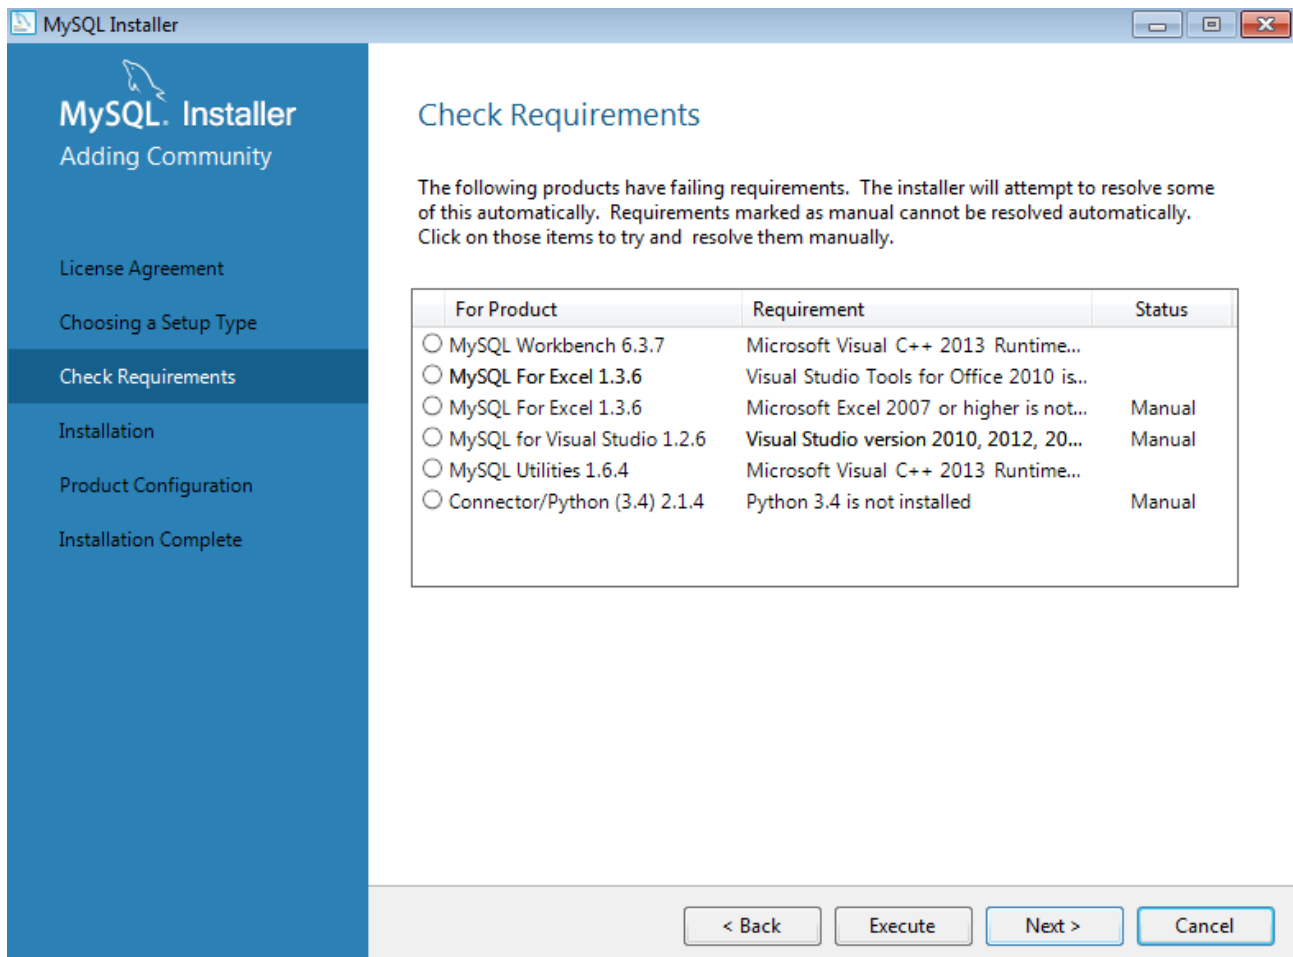 MySQL Installer
MySQL. Installer
Adding Community
License Agreement
Choosing a Setup Type
Check Requirements
Installation
Product Configuration
Installation Complete
Check Requirements
The following products have failing requirements. The installer will attempt to resolve some
of this automatically. Requirements marked as manual cannot be resolved automatically.
Click on those items to try and resolve them manually.
For Product Requirement Status
MySQL Workbench 6.3.7 Microsoft Visual C++ 2013 Runtime...
MySQL For Excel 1.3.6 Visual Studio Tools for Office 2010 is...
MySQL For Excel 1.3.6 Microsoft Excel 2007 or higher is not... Manual
MySQL for Visual Studio 1.2.6 Visual Studio version 2010, 2012, 20... Manual
MySQL Utilities 1.6.4 Microsoft Visual C++ 2013 Runtime...
Connector/Python (3.4) 2.1.4 Python 3.4 is not installed Manual
< Back Execute Next > Cancel